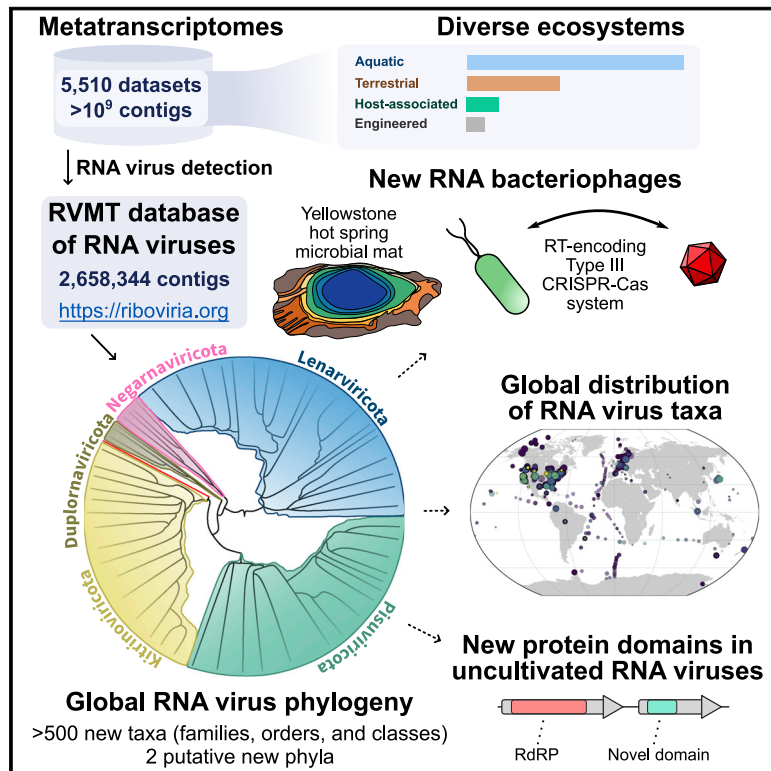 Metatranscriptomes
5,510 datasets
>10⁹ contigs
Diverse ecosystems
Aquatic
Terrestrial
Host-associated
Engineered
RNA virus detection
RVMT database
of RNA viruses
2,658,344 contigs
https://riboviria.org
New RNA bacteriophages
Yellowstone
hot spring
microbial mat
RT-encoding
Type III
CRISPR-Cas
system
Lenarviricota
Negarnaviricota
Duplornaviricota
Kitrinoviricota
Pisuviricota
Global distribution
of RNA virus taxa
Global RNA virus phylogeny
>500 new taxa (families, orders, and classes)
2 putative new phyla
New protein domains in
uncultivated RNA viruses
RdRP
Novel domain